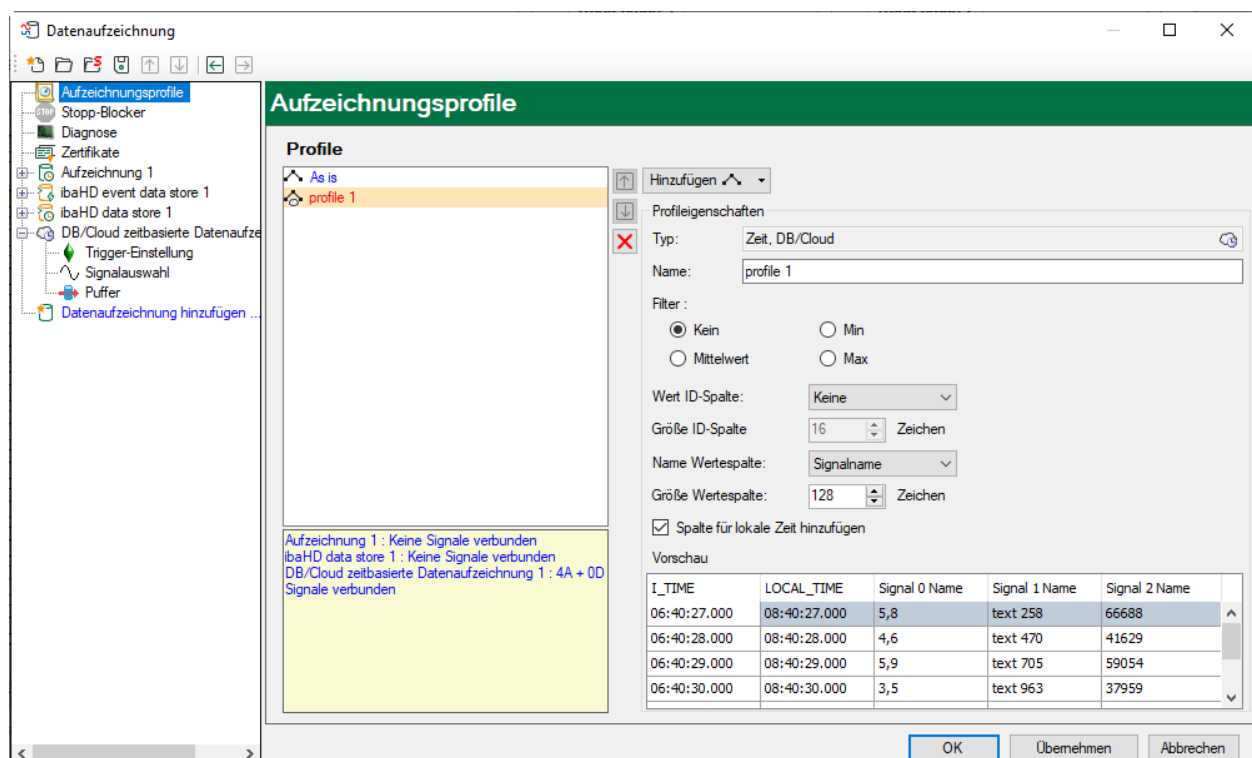 Datenaufzeichnung
Aufzeichnungsprofile
Stopp-Blocker
Diagnose
Zertifikate
Aufzeichnung 1
ibaHD event data store 1
ibaHD data store 1
DB/Cloud zeitbasierte Datenaufze
Trigger-Einstellung
Signalauswahl
Puffer
Datenaufzeichnung hinzufügen ...
Aufzeichnungsprofile
Profile
As is
profile 1
Aufzeichnung 1 : Keine Signale verbunden
ibaHD data store 1 : Keine Signale verbunden
DB/Cloud zeitbasierte Datenaufzeichnung 1 : 4A + 0D
Signale verbunden
Hinzufügen
Profileigenschaften
Typ: Zeit, DB/Cloud
Name: profile 1
Filter :
Kein Min
Mittelwert Max
Wert ID-Spalte: Keine
Größe ID-Spalte 16 Zeichen
Name Wertespalte: Signalname
Größe Wertespalte: 128 Zeichen
Spalte für lokale Zeit hinzufügen
Vorschau
I_TIME LOCAL_TIME Signal 0 Name Signal 1 Name Signal 2 Name
06:40:27.000 08:40:27.000 5,8 text 258 66688
06:40:28.000 08:40:28.000 4,6 text 470 41629
06:40:29.000 08:40:29.000 5,9 text 705 59054
06:40:30.000 08:40:30.000 3,5 text 963 37959
OK Übernehmen Abbrechen